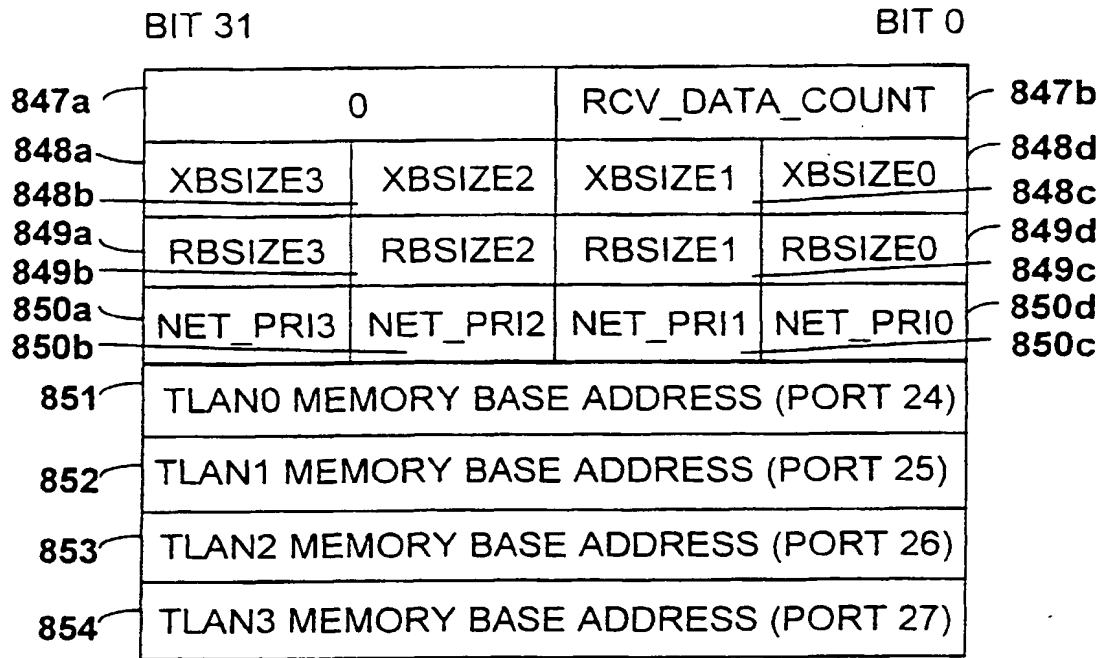 BIT 31 BIT 0
847a 0 RCV_DATA_COUNT 847b
848a XBSIZE3 XBSIZE2 XBSIZE1 XBSIZE0 848d
848b 848c
849a RBSIZE3 RBSIZE2 RBSIZE1 RBSIZE0 849d
849b 849c
850a NET_PRI3 NET_PRI2 NET_PRI1 NET_PRI0 850d
850b 850c
851 TLAN0 MEMORY BASE ADDRESS (PORT 24)
852 TLAN1 MEMORY BASE ADDRESS (PORT 25)
853 TLAN2 MEMORY BASE ADDRESS (PORT 26)
854 TLAN3 MEMORY BASE ADDRESS (PORT 27)